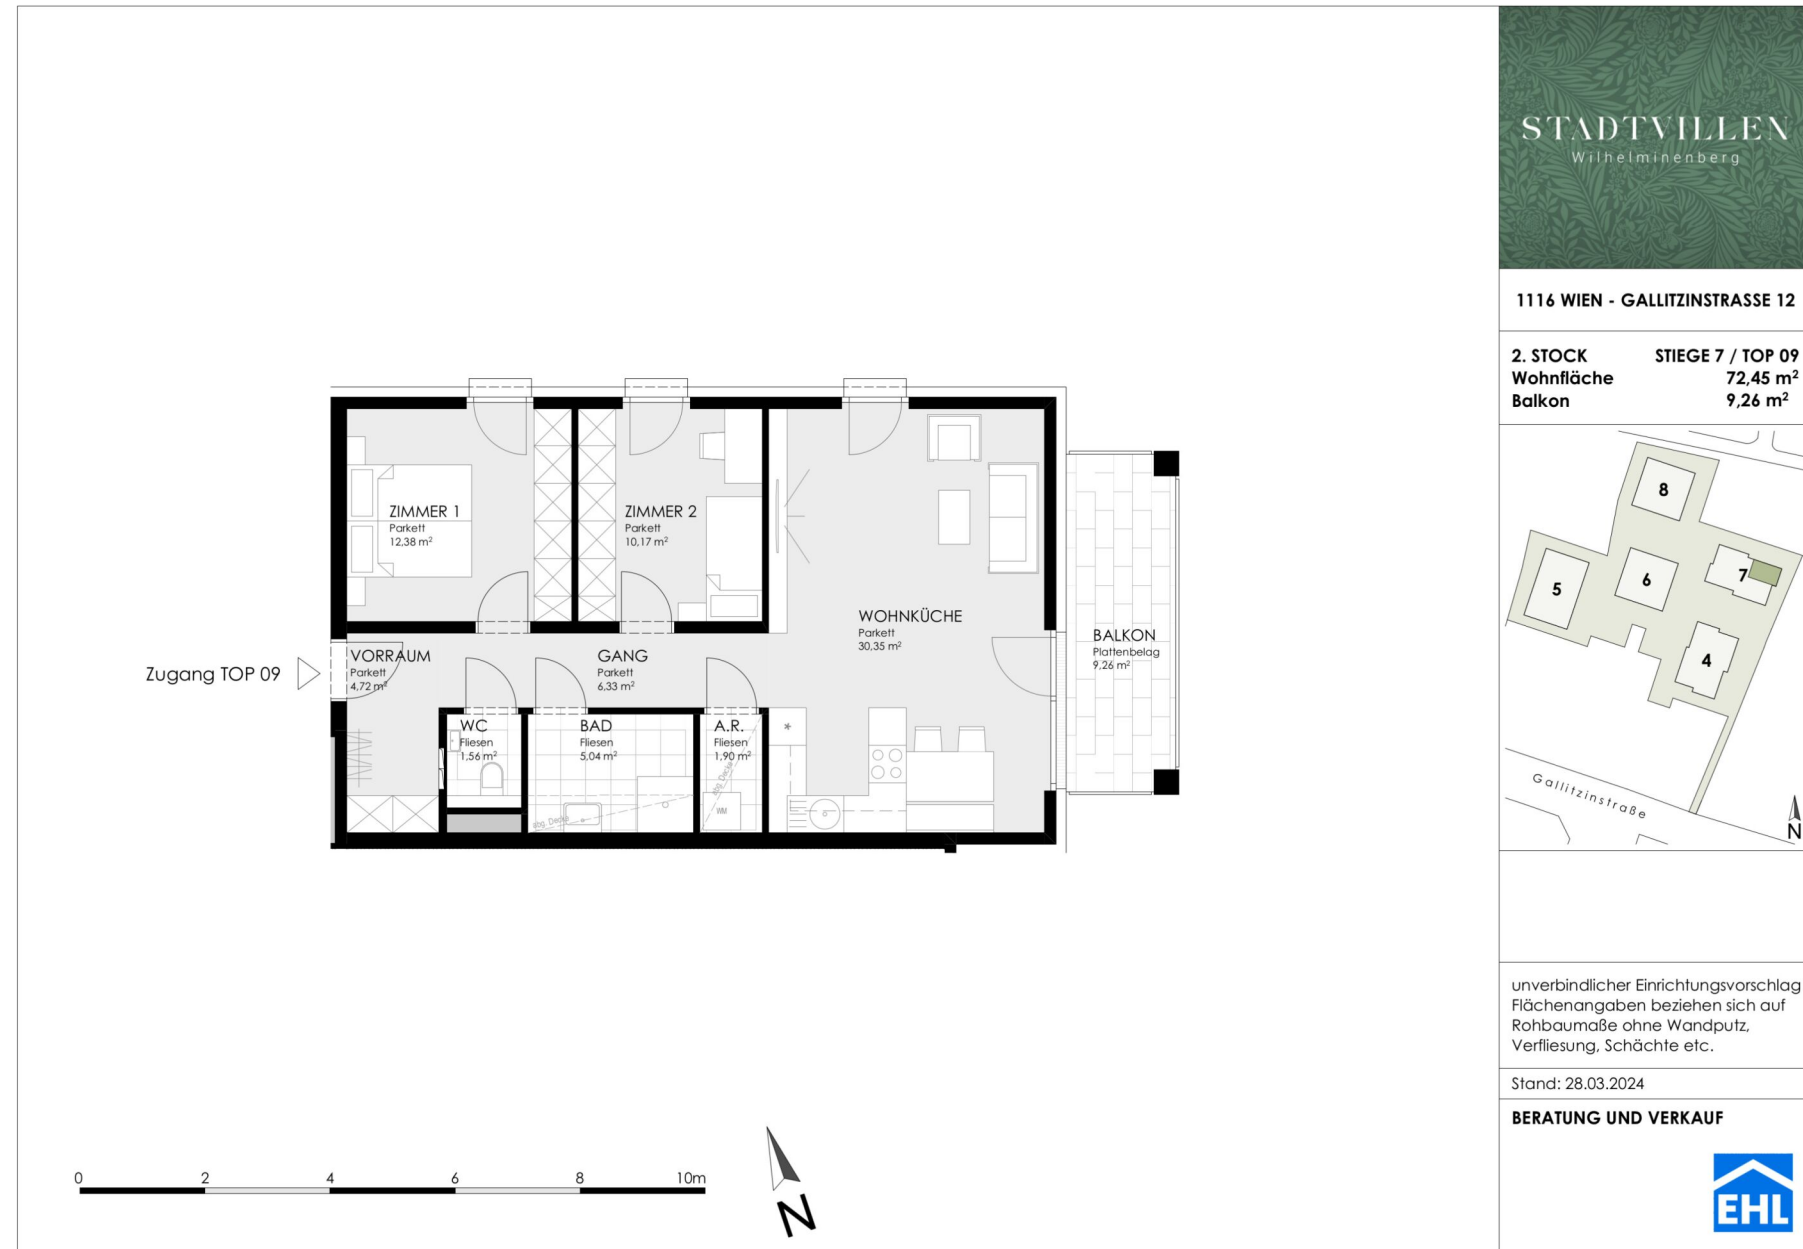 STADTVILLEN
Wilhelminenberg
1116 WIEN - GALLITZINSTRASSE 12
2. STOCK STIEGE 7 / TOP 09
Wohnfläche 72,45 m²
Balkon 9,26 m²
8
7
6
5
4
Gallitzinstraße
N
unverbindlicher Einrichtungsvorschlag
Flächenangaben beziehen sich auf
Rohbaumaße ohne Wandputz,
Verfliesung, Schächte etc.
Stand: 28.03.2024
BERATUNG UND VERKAUF
EHL
ZIMMER 1
Parkett
12,38 m²
ZIMMER 2
Parkett
10,17 m²
WOHNKÜCHE
Parkett
30,35 m²
BALKON
Plattenbelag
9,26 m²
Zugang TOP 09
VORRAUM
Parkett
4,72 m²
GANG
Parkett
6,33 m²
WC
Fliesen
1,56 m²
BAD
Fliesen
5,04 m²
abg. Decke
A.R.
Fliesen
1,90 m²
abg. Decke
WM
*
0 2 4 6 8 10m
N